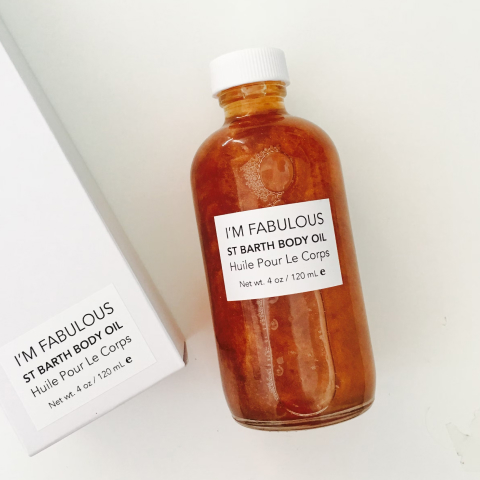 I'M FABULOUS
ST BARTH BODY OIL
Huile Pour Le Corps
Net wt. 4 oz / 120 mL e
I'M FABULOUS
ST BARTH BODY OIL
Huile Pour Le Corps
Net wt. 4 oz / 120 mL e